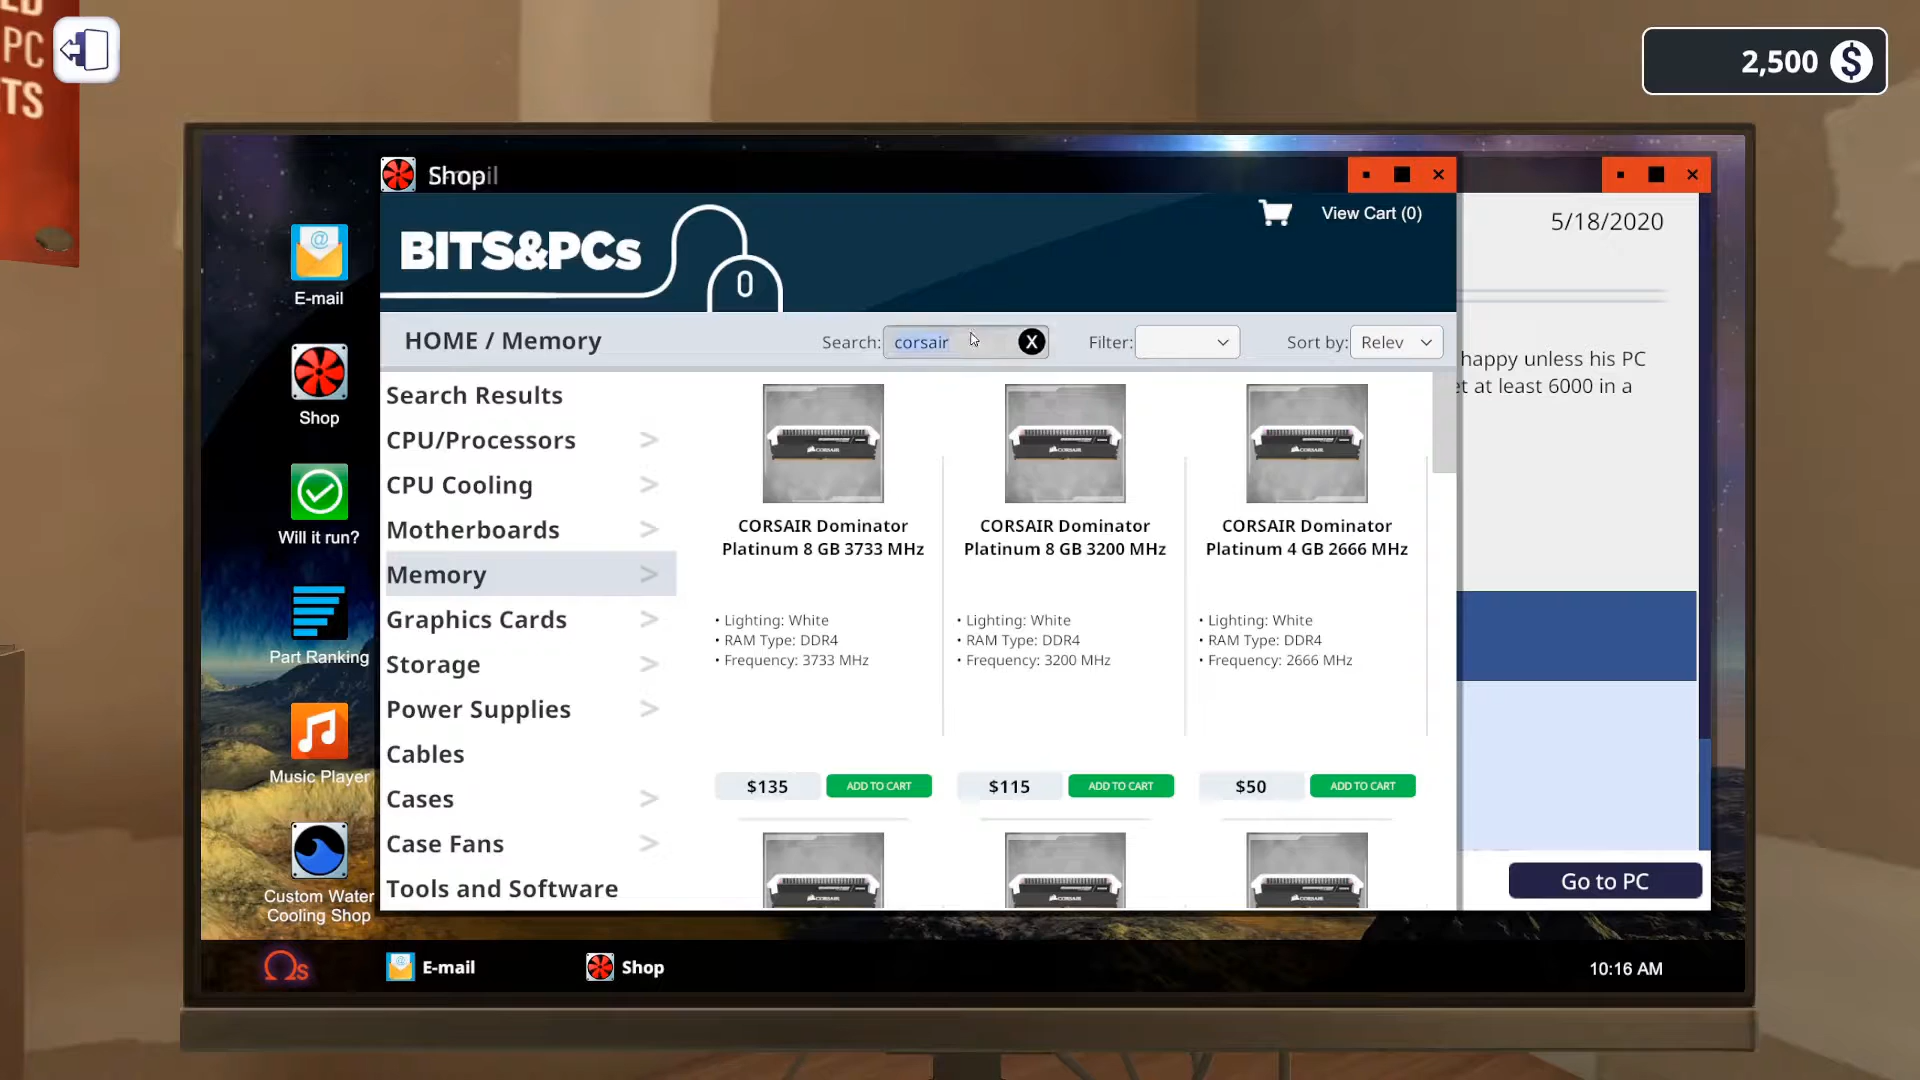 PC
TS
2,500
Shop
View Cart (0)
BITS&PCs
5/18/2020
E-mail
HOME / Memory
Search:
corsair
X
Filter:
Sort by:
Relev
happy unless his PC
et at least 6000 in a
Shop
Will it run?
Part Ranking
Music Player
Custom Water
Cooling Shop
Search Results
CPU/Processors
CPU Cooling
Motherboards
Memory
Graphics Cards
Storage
Power Supplies
Cables
Cases
Case Fans
Tools and Software
CORSAIR Dominator
Platinum 8 GB 3733 MHz
• Lighting: White
• RAM Type: DDR4
• Frequency: 3733 MHz
$135
ADD TO CART
CORSAIR Dominator
Platinum 8 GB 3200 MHz
• Lighting: White
• RAM Type: DDR4
• Frequency: 3200 MHz
$115
ADD TO CART
CORSAIR Dominator
Platinum 4 GB 2666 MHz
• Lighting: White
• RAM Type: DDR4
• Frequency: 2666 MHz
$50
ADD TO CART
Go to PC
Ωs
E-mail
Shop
10:16 AM